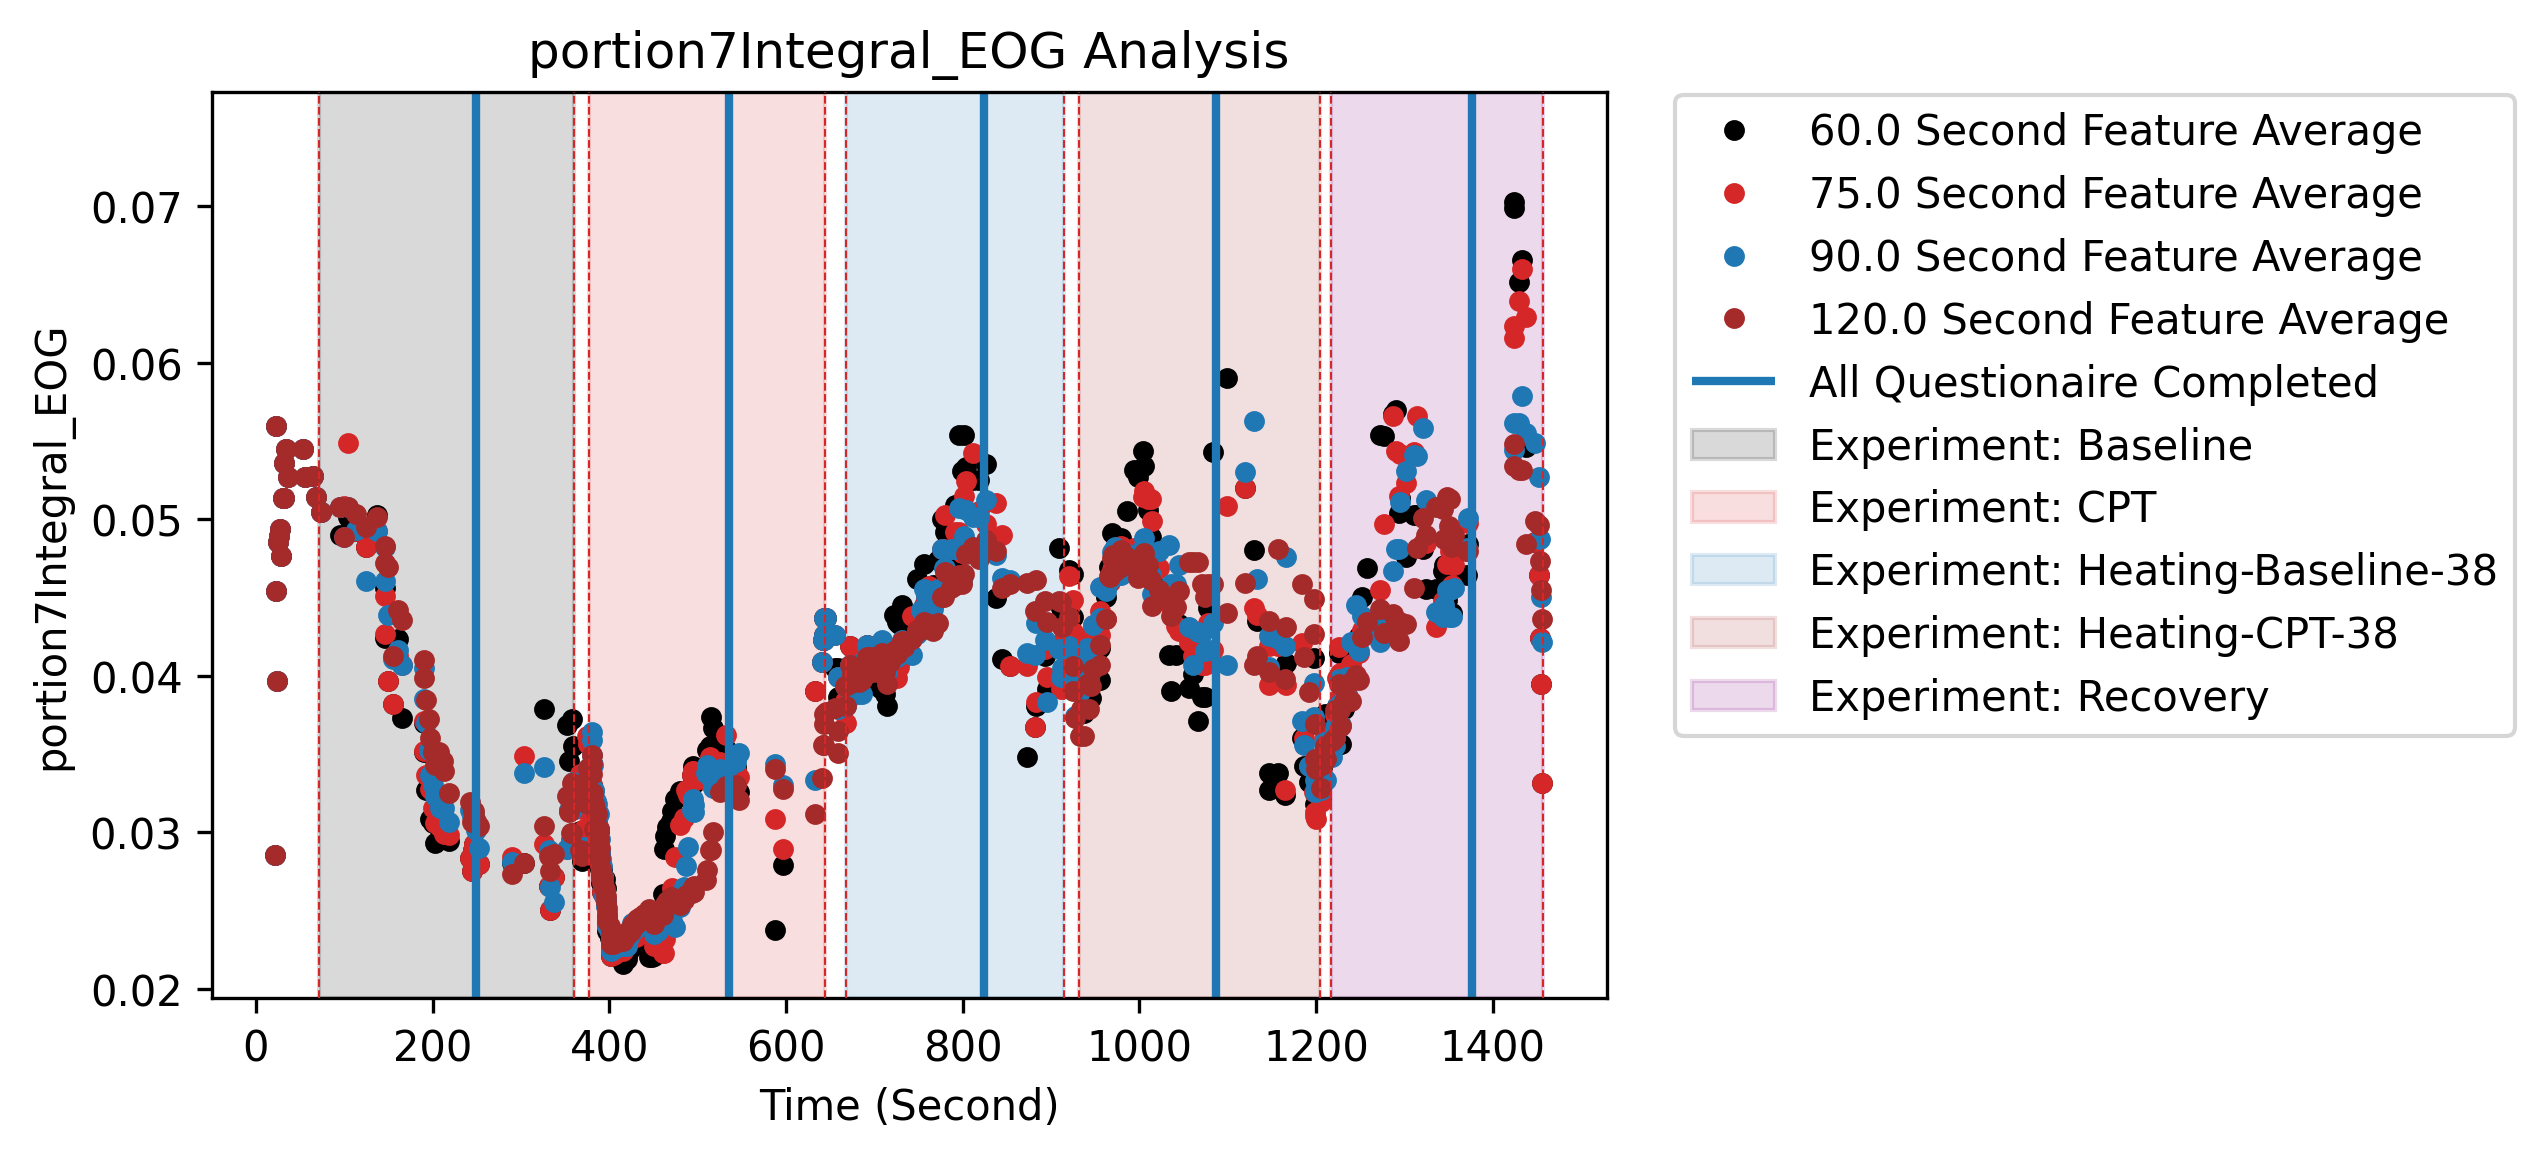 portion7Integral_EOG Analysis
portion7Integral_EOG
0.07
0.06
0.05
0.04
0.03
0.02
0 200 400 600 800 1000 1200 1400
Time (Second)
60.0 Second Feature Average
75.0 Second Feature Average
90.0 Second Feature Average
120.0 Second Feature Average
All Questionaire Completed
Experiment: Baseline
Experiment: CPT
Experiment: Heating-Baseline-38
Experiment: Heating-CPT-38
Experiment: Recovery